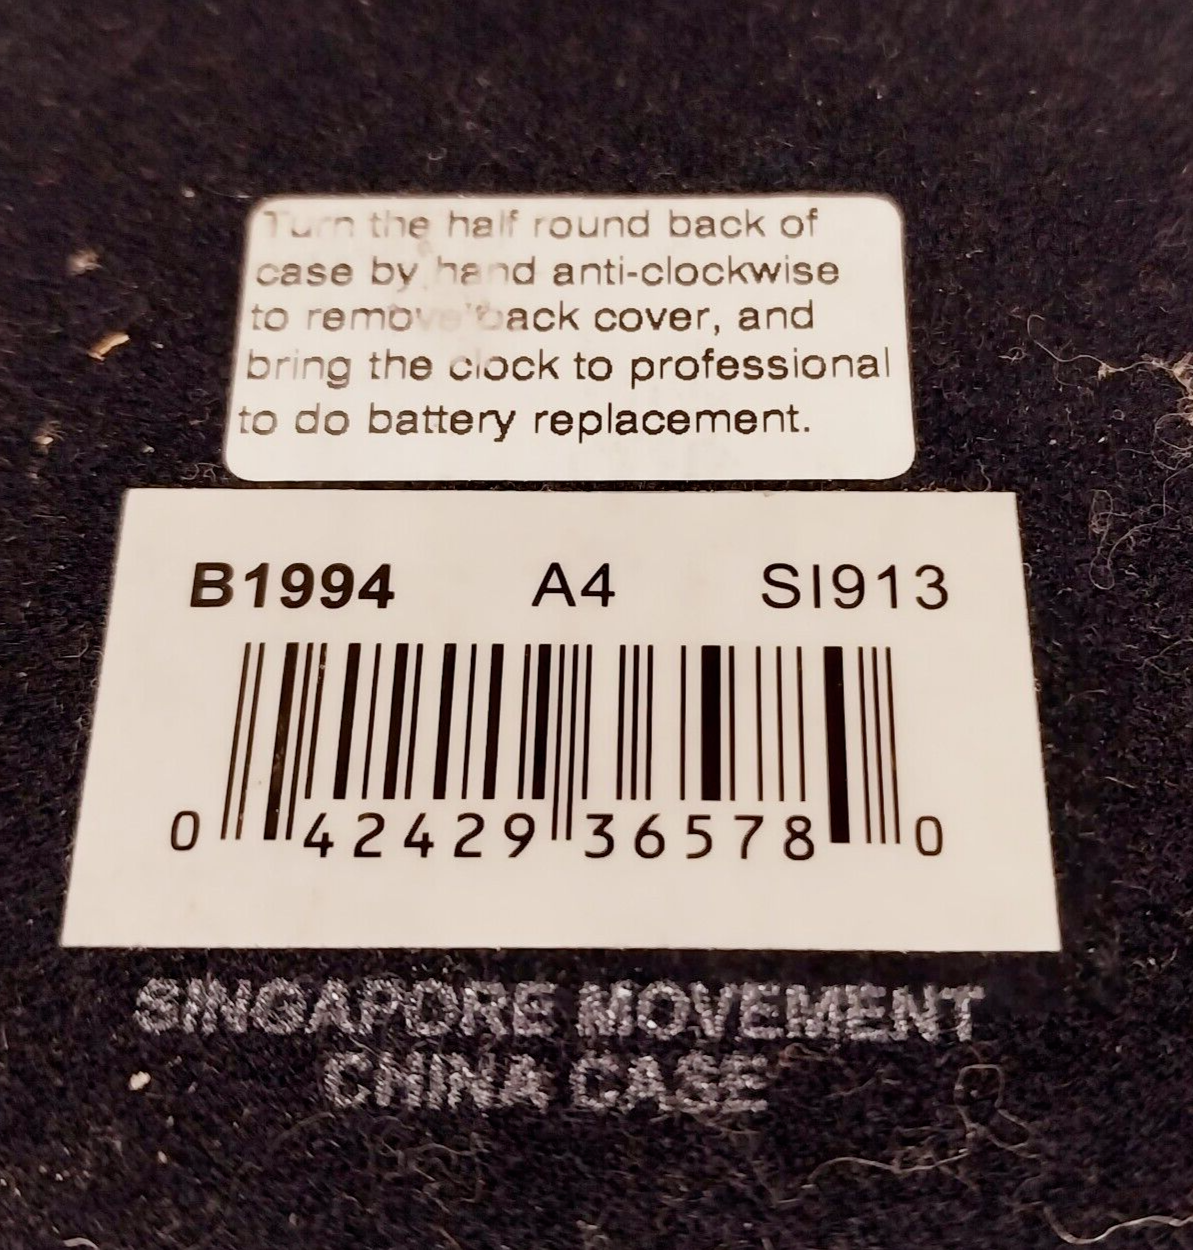 Turn the half round back of
case by hand anti-clockwise
to remove back cover, and
bring the clock to professional
to do battery replacement.
B1994 A4 SI913
0 42429 36578 0
SINGAPORE MOVEMENT
CHINA CASE